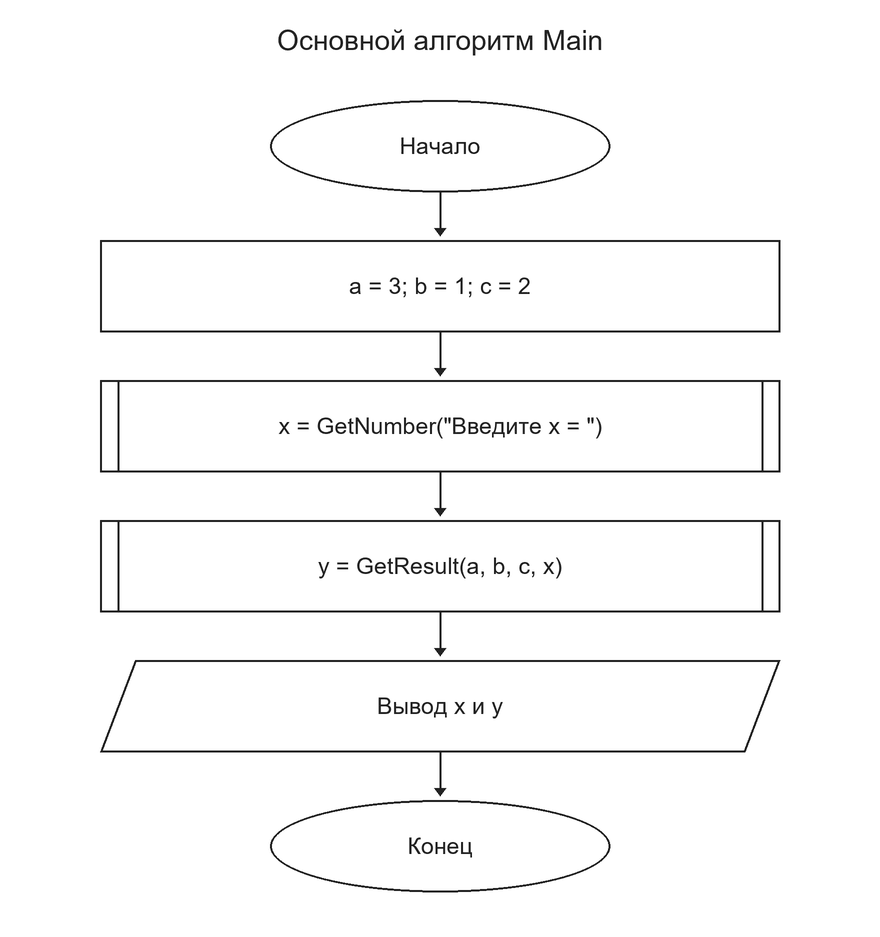 Основной алгоритм Main
Начало
a = 3; b = 1; c = 2
x = GetNumber("Введите x = ")
y = GetResult(a, b, c, x)
Вывод x и y
Конец